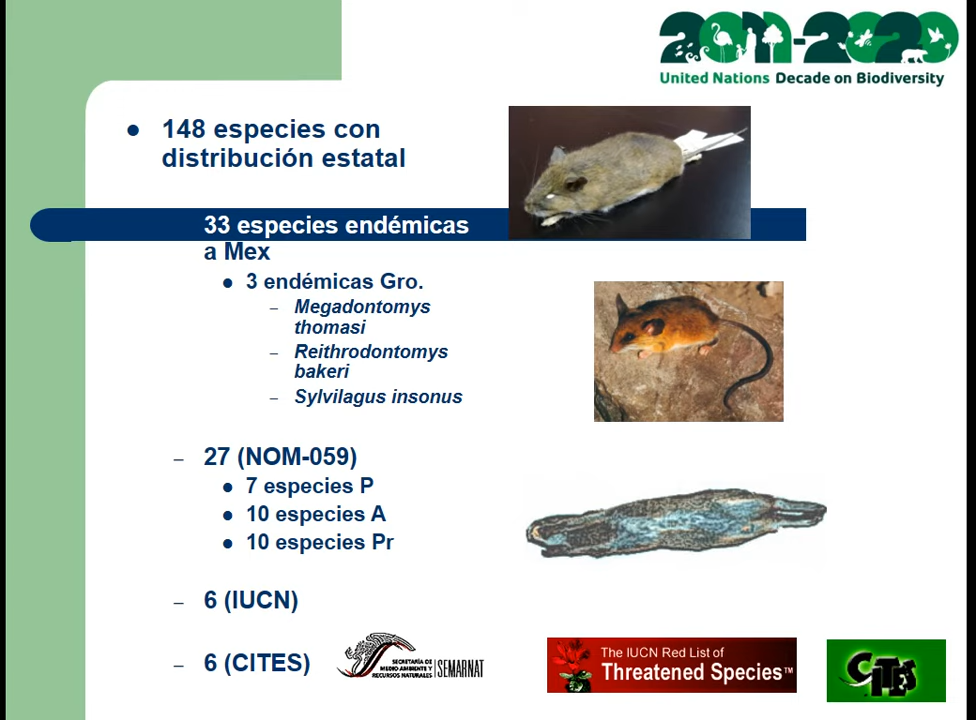 2011-2020
United Nations Decade on Biodiversity
● 148 especies con
distribución estatal
33 especies endémicas
a Mex
● 3 endémicas Gro.
– Megadontomys
thomasi
– Reithrodontomys
bakeri
– Sylvilagus insonus
– 27 (NOM-059)
● 7 especies P
● 10 especies A
● 10 especies Pr
– 6 (IUCN)
– 6 (CITES)
SECRETARÍA DE
MEDIO AMBIENTE Y
RECURSOS NATURALES
SEMARNAT
The IUCN Red List of
Threatened Species™
CITES